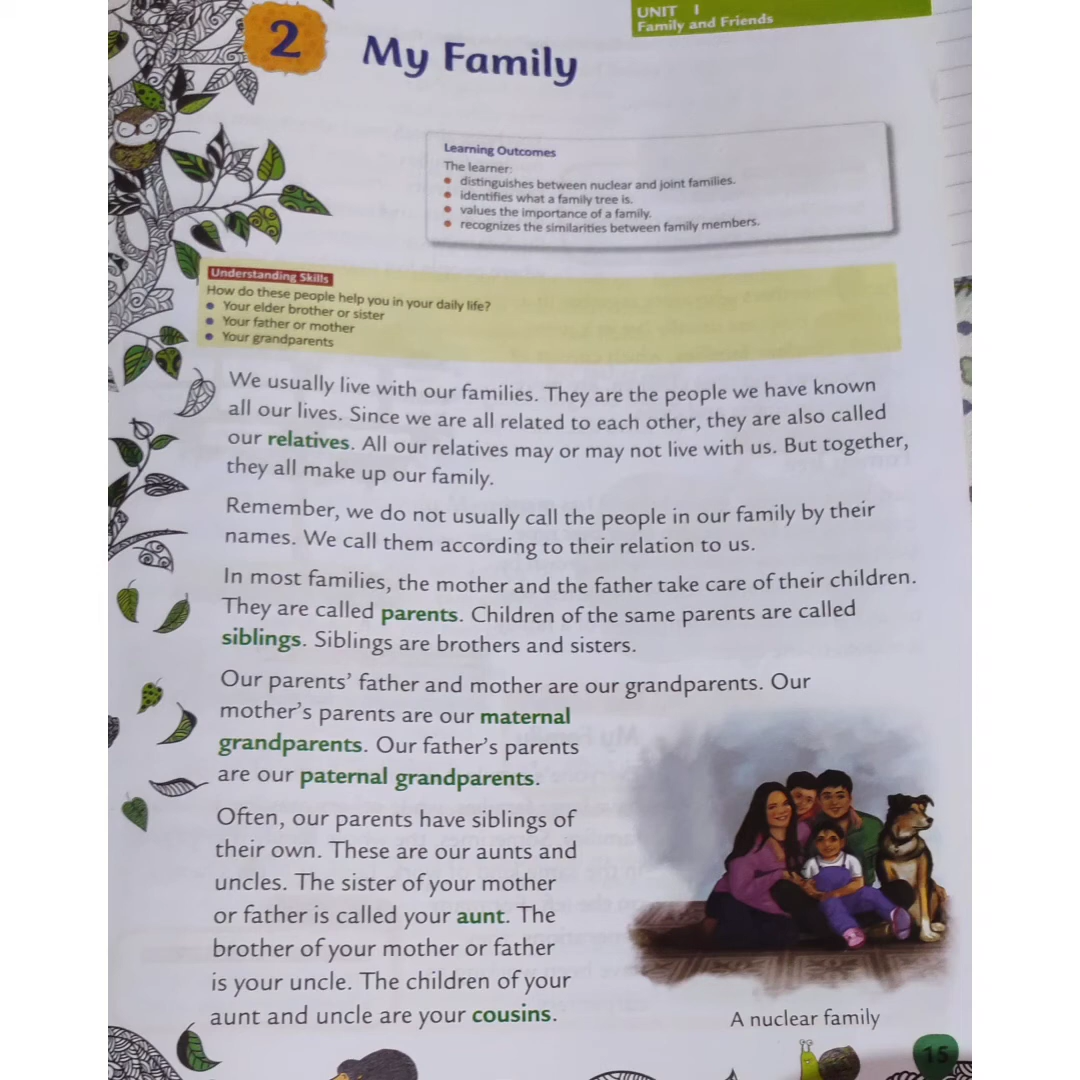 UNIT I
Family and Friends
2
My Family
Learning Outcomes
The learner:
• distinguishes between nuclear and joint families.
• identifies what a family tree is.
• values the importance of a family.
• recognizes the similarities between family members.
Understanding Skills
How do these people help you in your daily life?
• Your elder brother or sister
• Your father or mother
• Your grandparents
We usually live with our families. They are the people we have known
all our lives. Since we are all related to each other, they are also called
our relatives. All our relatives may or may not live with us. But together,
they all make up our family.
Remember, we do not usually call the people in our family by their
names. We call them according to their relation to us.
In most families, the mother and the father take care of their children.
They are called parents. Children of the same parents are called
siblings. Siblings are brothers and sisters.
Our parents’ father and mother are our grandparents. Our
mother’s parents are our maternal
grandparents. Our father’s parents
are our paternal grandparents.
Often, our parents have siblings of
their own. These are our aunts and
uncles. The sister of your mother
or father is called your aunt. The
brother of your mother or father
is your uncle. The children of your
aunt and uncle are your cousins.
A nuclear family
15